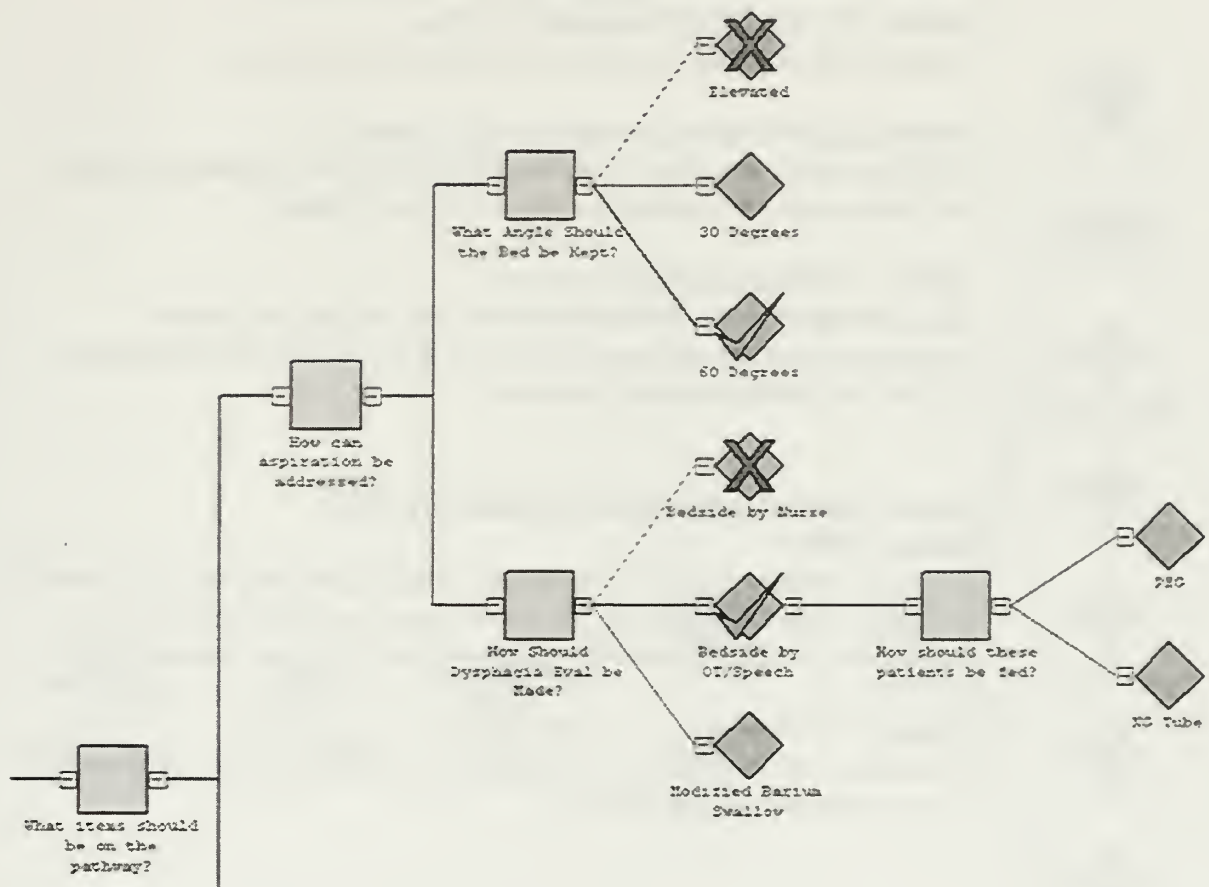 Elevated
What Angle Should
the Bed be Kept?
30 Degrees
60 Degrees
How can
aspiration be
addressed?
Bedside by Nurse
How Should
Dysphagia Eval be
Made?
Bedside by
OT/Speech
How should these
patients be fed?
PEG
NG Tube
Modified Barium
Swallow
What items should
be on the
pathway?